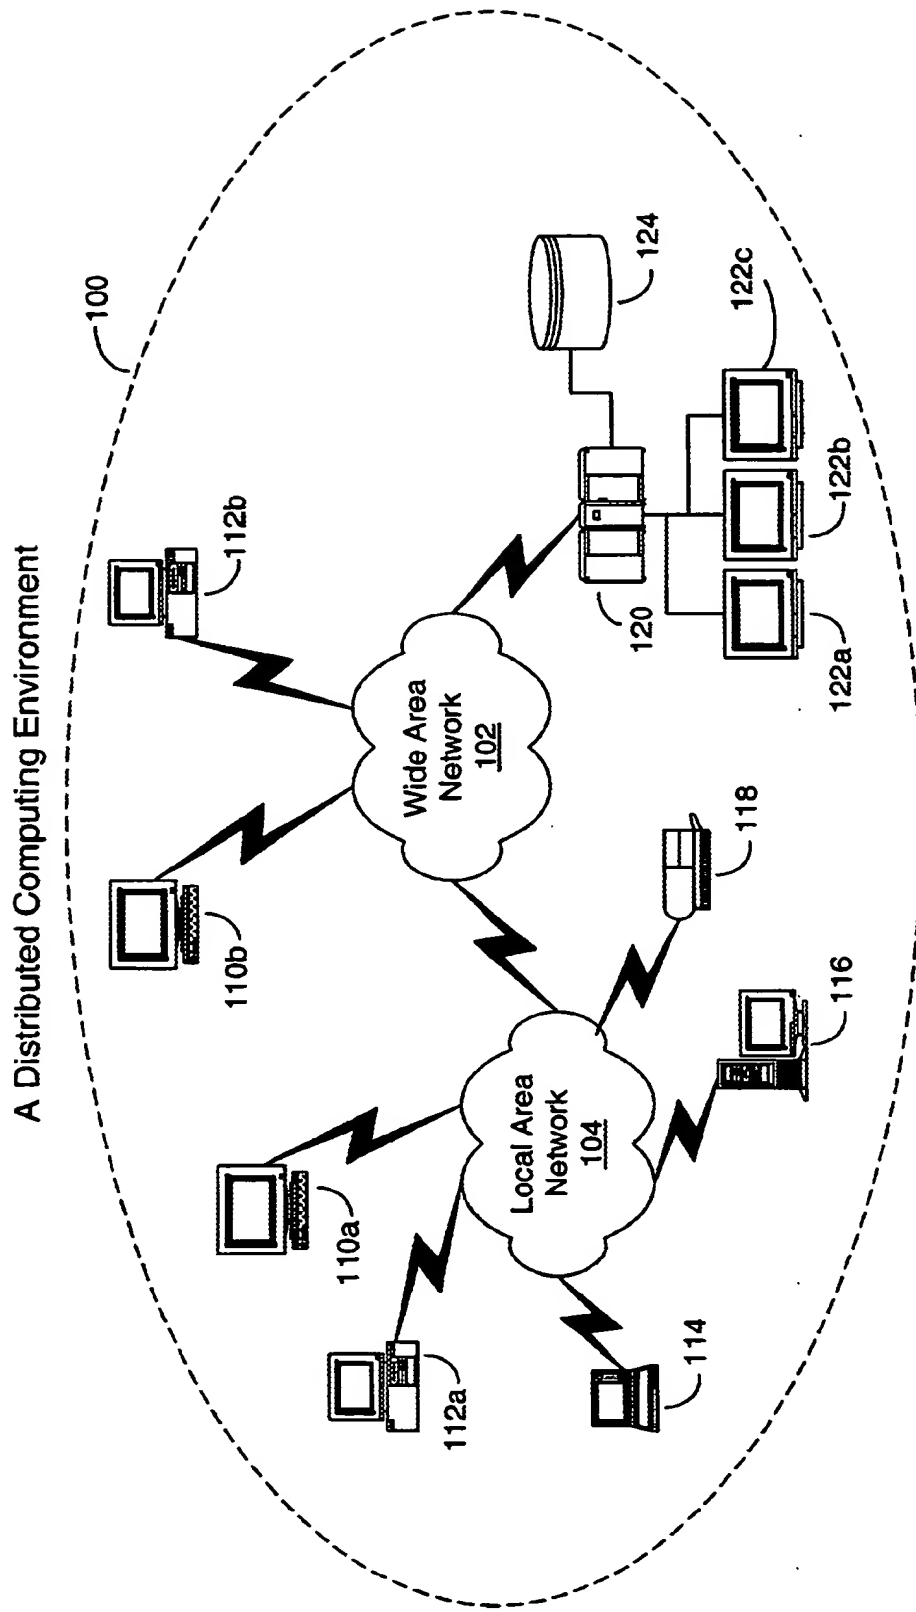 A Distributed Computing Environment
100
112b
110b
110a
112a
Wide Area
Network
102
124
Local Area
Network
104
120
122c
122b
122a
118
116
114